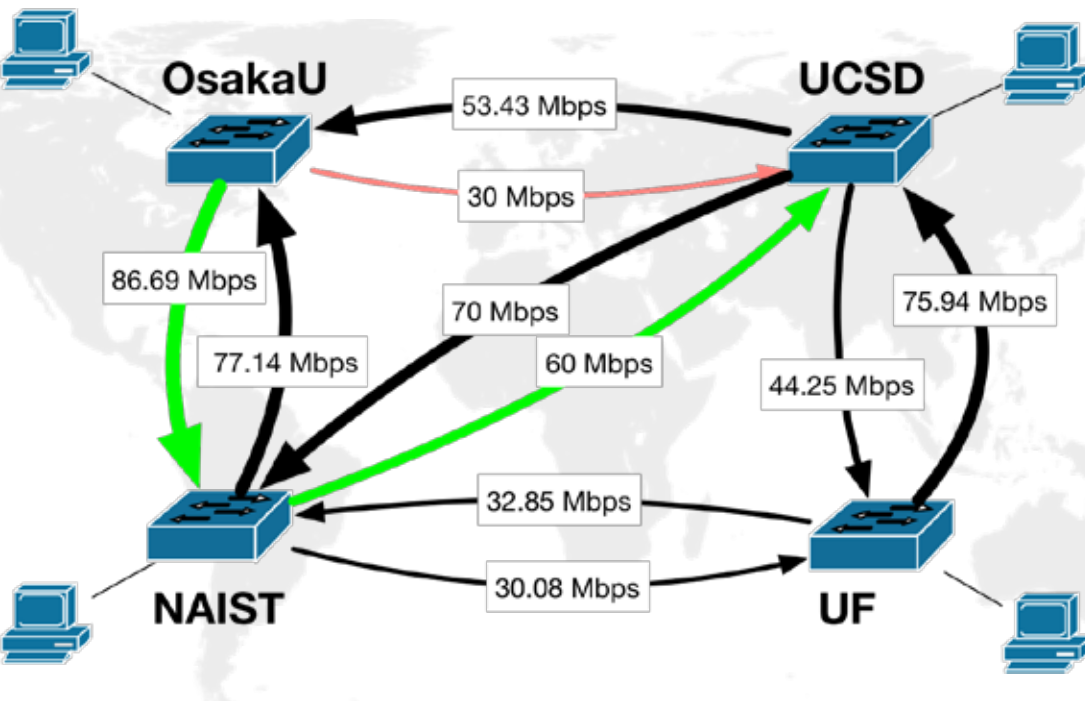 OsakaU
UCSD
53.43 Mbps
30 Mbps
86.69 Mbps
70 Mbps
75.94 Mbps
77.14 Mbps
60 Mbps
44.25 Mbps
32.85 Mbps
30.08 Mbps
NAIST
UF